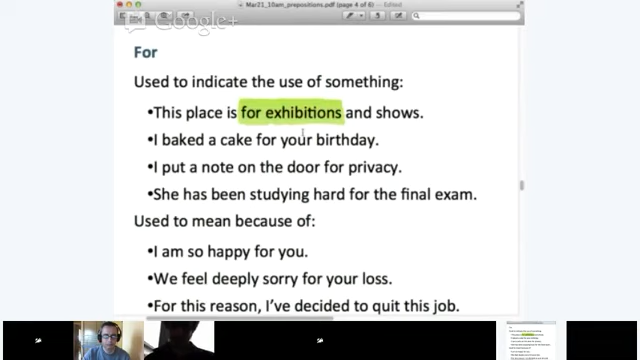 Mar21_10am_prepositions.pdf (page 4 of 6) — Edited
Google+
For
Used to indicate the use of something:
•This place is for exhibitions and shows.
•I baked a cake for your birthday.
•I put a note on the door for privacy.
•She has been studying hard for the final exam.
Used to mean because of:
•I am so happy for you.
•We feel deeply sorry for your loss.
•For this reason, I’ve decided to quit this job.